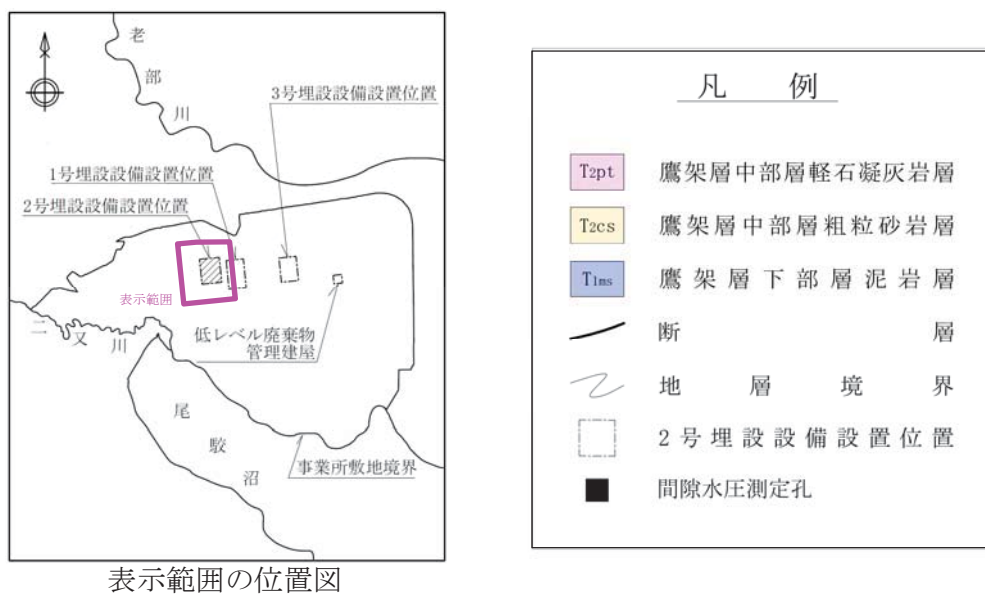 老部川
3号埋設設備設置位置
1号埋設設備設置位置
2号埋設設備設置位置
表示範囲
二又川
低レベル廃棄物
管理建屋
尾駮沼
事業所敷地境界
表示範囲の位置図
凡例
T2pt 鷹架層中部層軽石凝灰岩層
T2cs 鷹架層中部層粗粒砂岩層
T1ms 鷹架層下部層泥岩層
断層
地層境界
2号埋設設備設置位置
間隙水圧測定孔